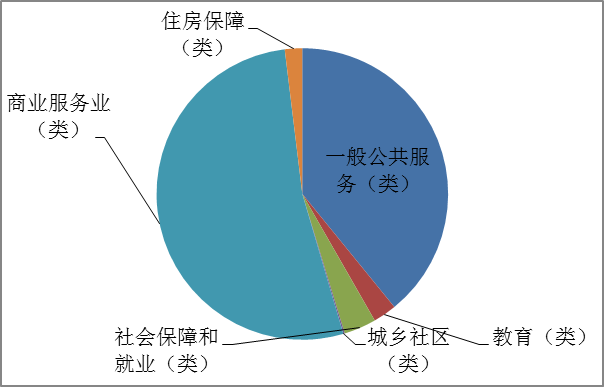 住房保障
（类）
商业服务业
（类）
一般公共服
务（类）
社会保障和
就业（类）
城乡社区
（类）
教育（类）